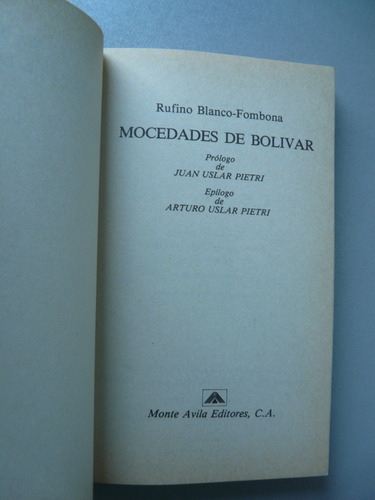 Rufino Blanco-Fombona
MOCEDADES DE BOLIVAR
Prólogo
de
JUAN USLAR PIETRI
Epílogo
de
ARTURO USLAR PIETRI
Monte Avila Editores, C.A.